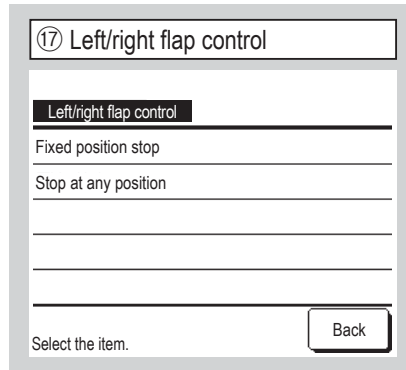 ⑰ Left/right flap control
Left/right flap control
Fixed position stop
Stop at any position
Select the item.
Back